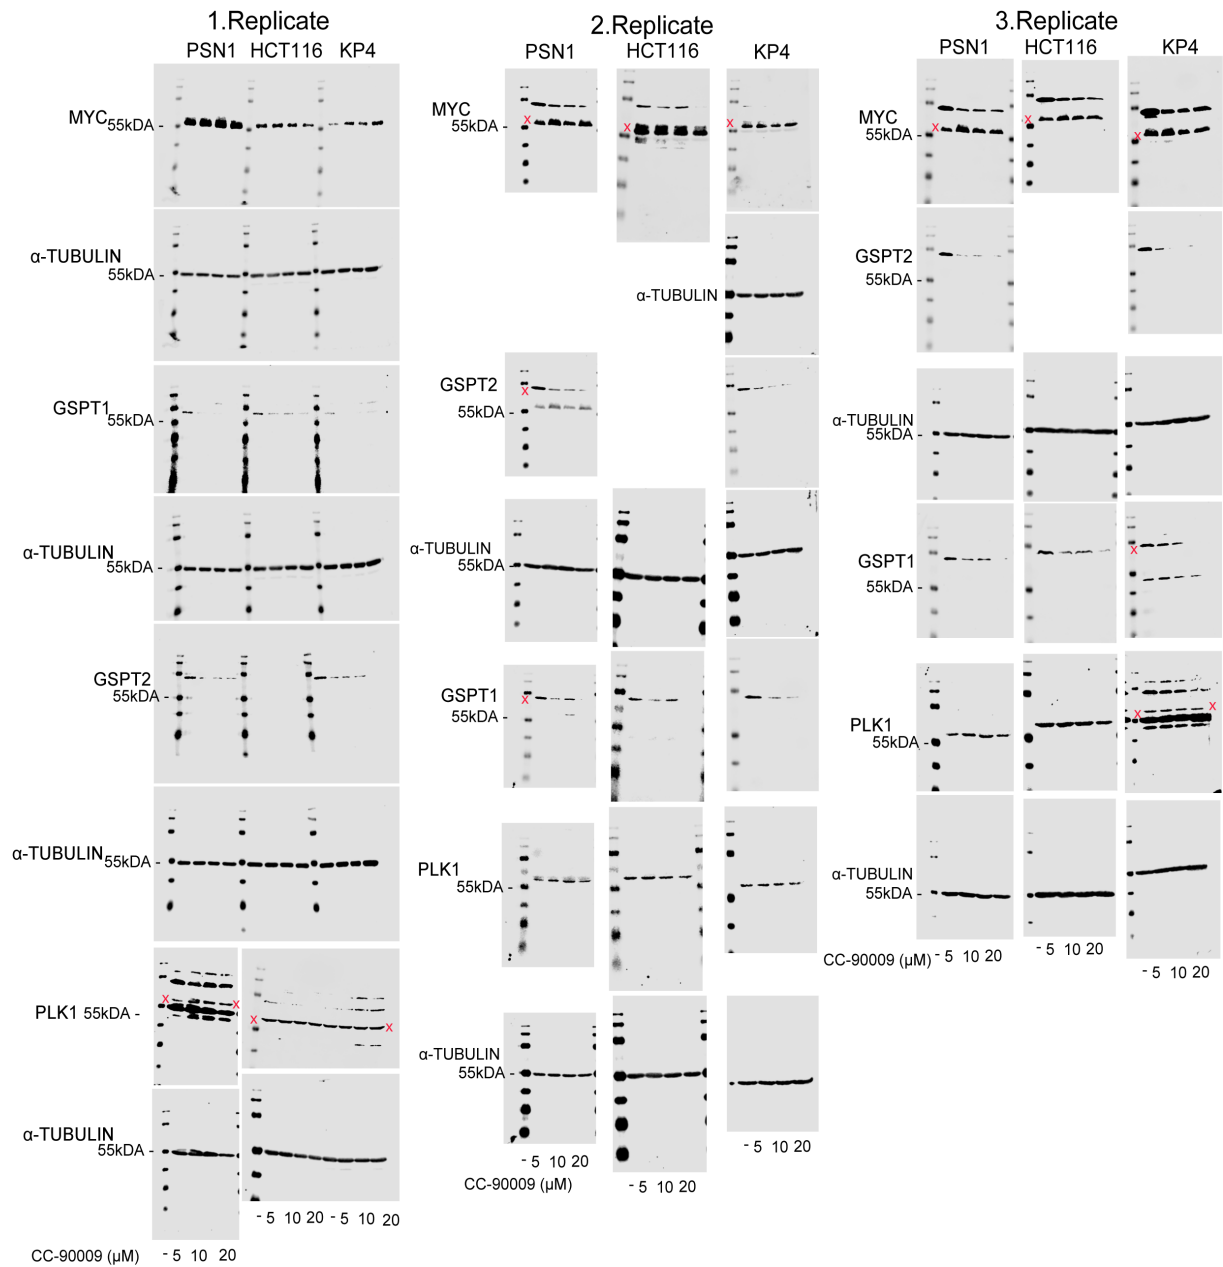 1.Replicate
PSN1 HCT116 KP4
MYC
55kDA -
α-TUBULIN
55kDA -
GSPT1
55kDA -
α-TUBULIN
55kDA -
GSPT2
55kDA -
α-TUBULIN
55kDA -
x x
PLK1 55kDA -
x x
α-TUBULIN
55kDA -
- 5 10 20 - 5 10 20
CC-90009 (μM) - 5 10 20
2.Replicate
PSN1 HCT116 KP4
MYC
x x x
55kDA -
α-TUBULIN
GSPT2
x
55kDA -
α-TUBULIN
55kDA -
GSPT1
x
55kDA -
PLK1
55kDA -
α-TUBULIN
55kDA -
- 5 10 20
- 5 10 20
CC-90009 (μM)
- 5 10 20
3.Replicate
PSN1 HCT116 KP4
MYC
x x x
55kDA -
GSPT2
55kDA -
α-TUBULIN
55kDA -
GSPT1
x
55kDA -
PLK1
x x
55kDA -
α-TUBULIN
55kDA -
CC-90009 (μM) - 5 10 20 - 5 10 20
- 5 10 20